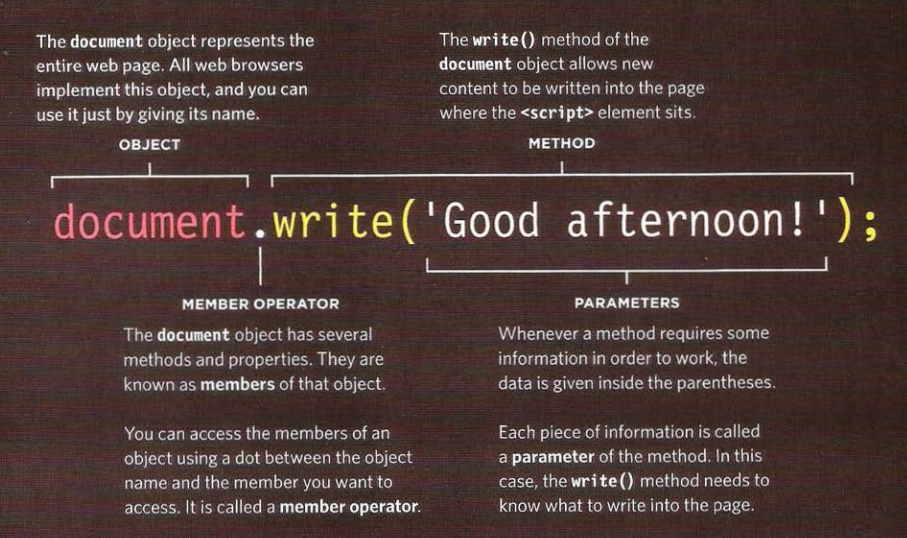 The document object represents the
entire web page. All web browsers
implement this object, and you can
use it just by giving its name.
The write() method of the
document object allows new
content to be written into the page
where the <script> element sits.
OBJECT
METHOD
document.write('Good afternoon!');
MEMBER OPERATOR
The document object has several
methods and properties. They are
known as members of that object.
You can access the members of an
object using a dot between the object
name and the member you want to
access. It is called a member operator.
PARAMETERS
Whenever a method requires some
information in order to work, the
data is given inside the parentheses.
Each piece of information is called
a parameter of the method. In this
case, the write() method needs to
know what to write into the page.